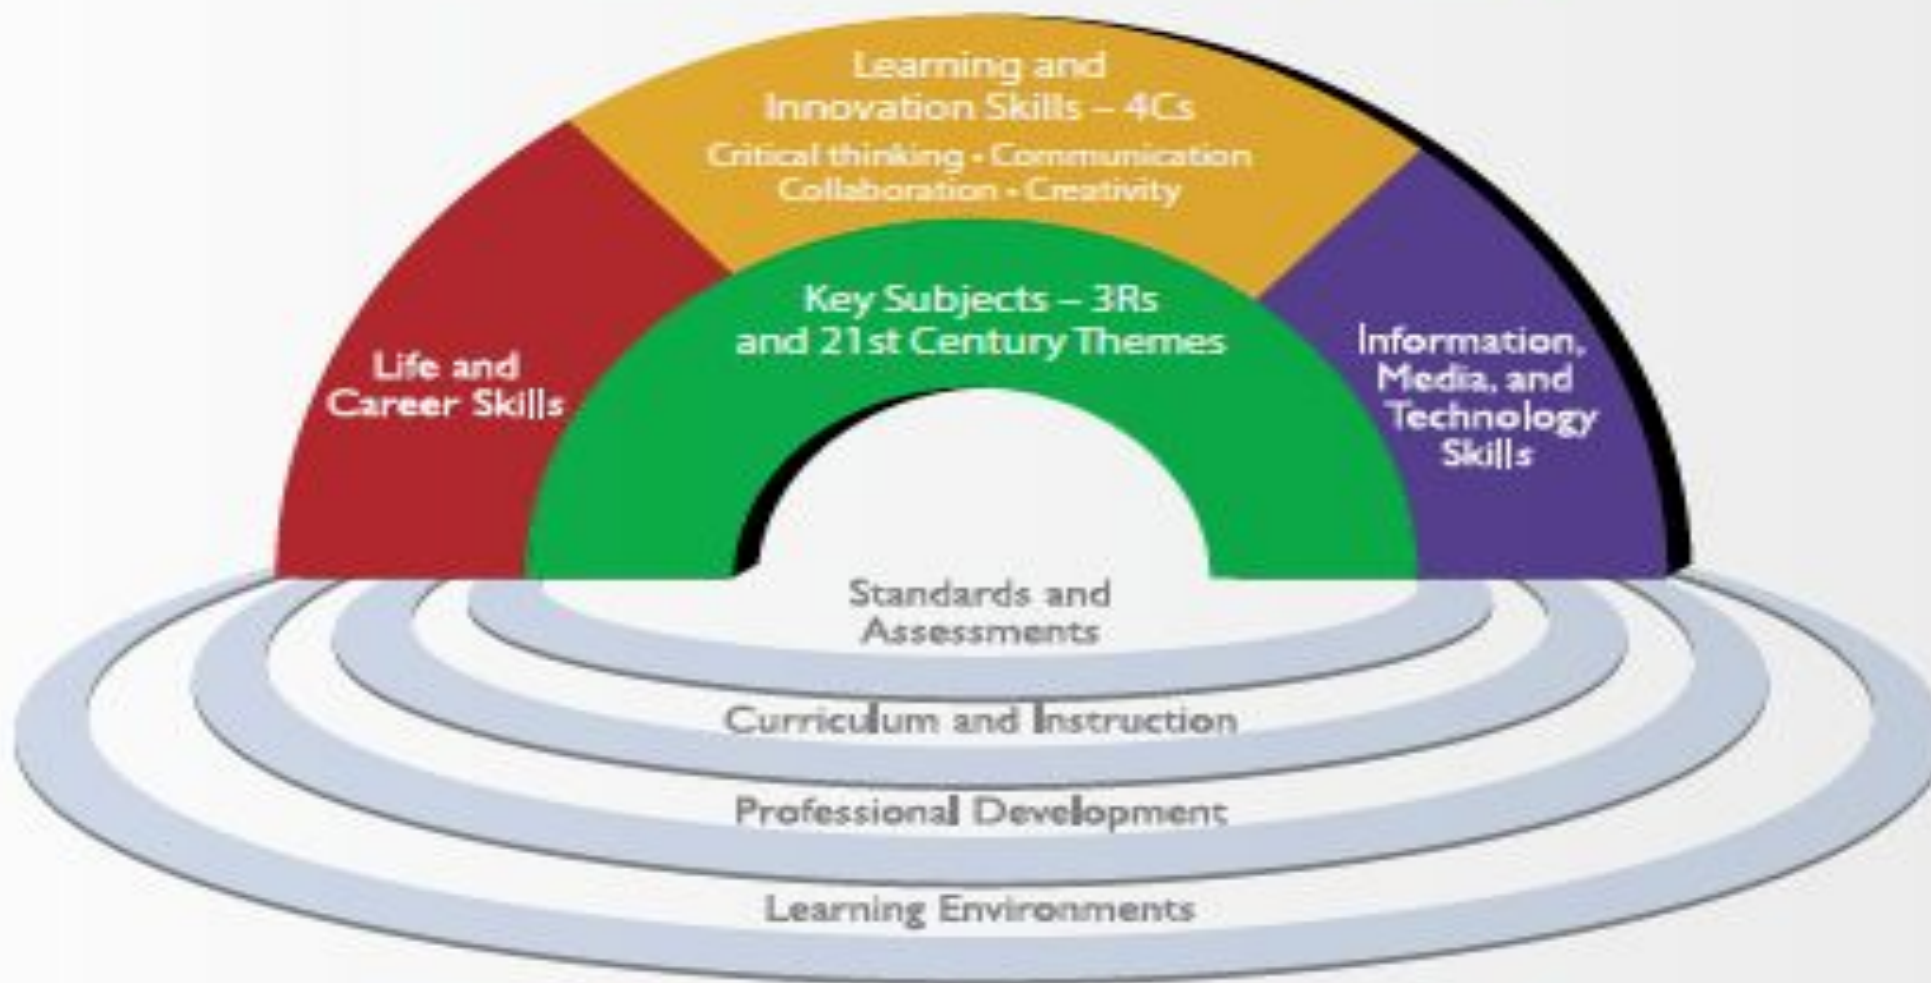 Learning and
Innovation Skills – 4Cs
Critical thinking • Communication
Collaboration • Creativity
Key Subjects – 3Rs
and 21st Century Themes
Life and
Career Skills
Information,
Media, and
Technology
Skills
Standards and
Assessments
Curriculum and Instruction
Professional Development
Learning Environments